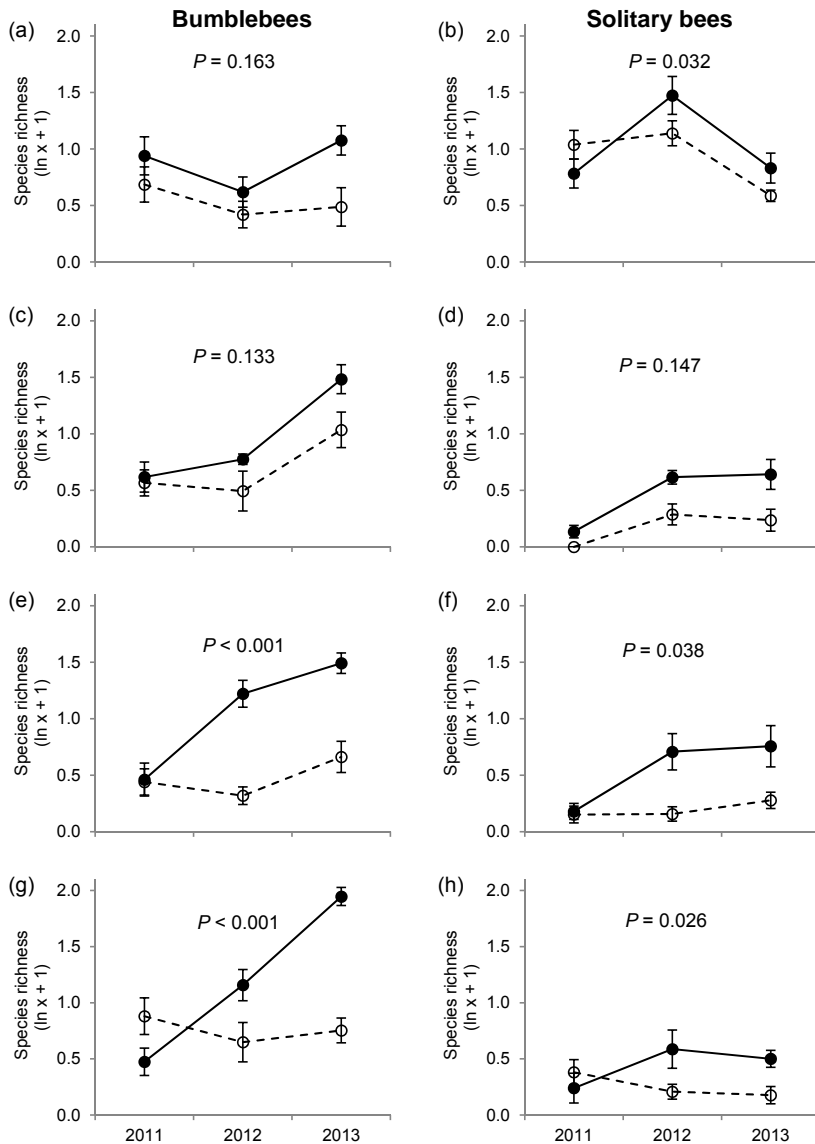 Bumblebees
Solitary bees
(a)
2.0
1.5
1.0
0.5
0.0
Species richness
(ln x + 1)
P = 0.163
(b)
2.0
1.5
1.0
0.5
0.0
Species richness
(ln x + 1)
P = 0.032
(c)
2.0
1.5
1.0
0.5
0.0
Species richness
(ln x + 1)
P = 0.133
(d)
2.0
1.5
1.0
0.5
0.0
Species richness
(ln x + 1)
P = 0.147
(e)
2.0
1.5
1.0
0.5
0.0
Species richness
(ln x + 1)
P < 0.001
(f)
2.0
1.5
1.0
0.5
0.0
Species richness
(ln x + 1)
P = 0.038
(g)
2.0
1.5
1.0
0.5
0.0
Species richness
(ln x + 1)
P < 0.001
2011 2012 2013
(h)
2.0
1.5
1.0
0.5
0.0
Species richness
(ln x + 1)
P = 0.026
2011 2012 2013